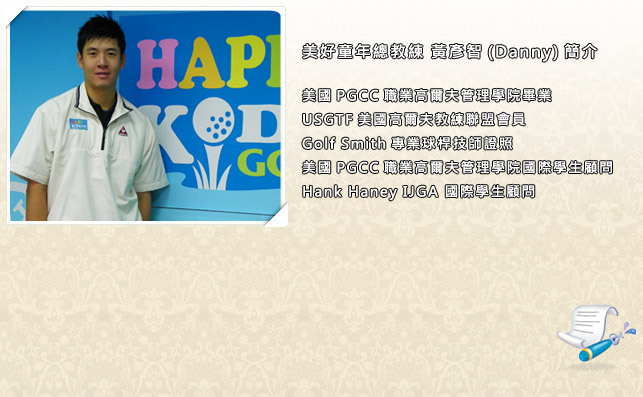 HAPP
KIDS
GO
美好童年總教練 黃彥智 (Danny) 簡介
美國 PGCC 職業高爾夫管理學院畢業
USGTF 美國高爾夫教練聯盟會員
Golf Smith 專業球桿技師證照
美國 PGCC 職業高爾夫管理學院國際學生顧問
Hank Haney IJGA 國際學生顧問